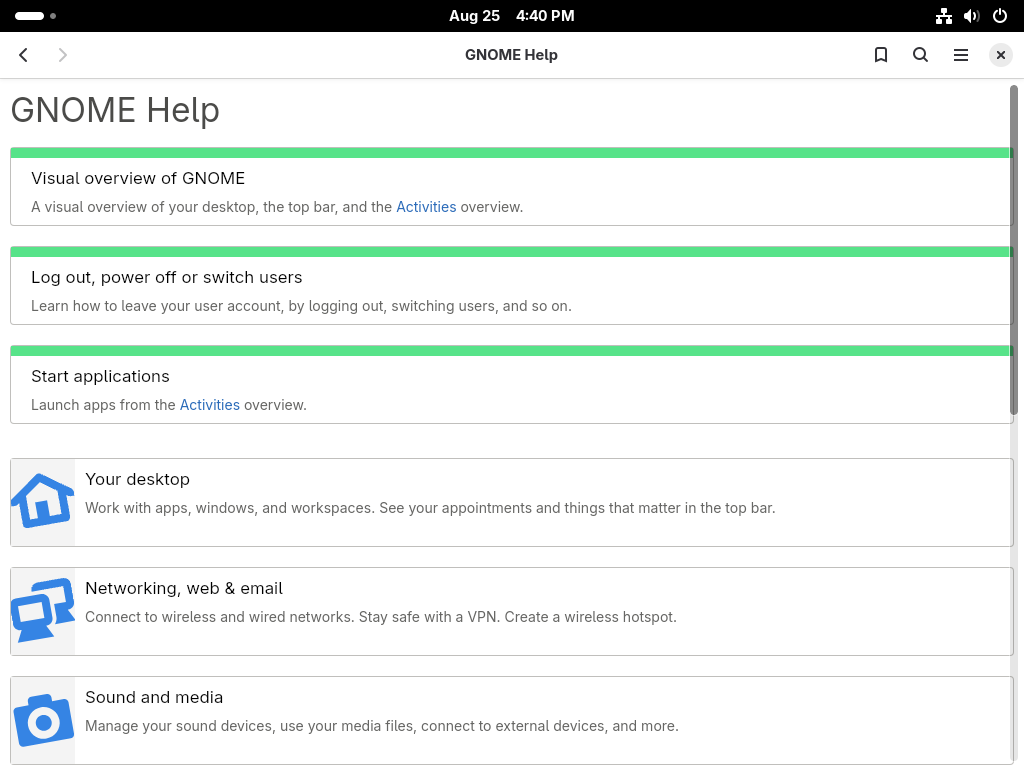 Aug 25 4:40 PM
GNOME Help
GNOME Help
Visual overview of GNOME
A visual overview of your desktop, the top bar, and the Activities overview.
Log out, power off or switch users
Learn how to leave your user account, by logging out, switching users, and so on.
Start applications
Launch apps from the Activities overview.
Your desktop
Work with apps, windows, and workspaces. See your appointments and things that matter in the top bar.
Networking, web & email
Connect to wireless and wired networks. Stay safe with a VPN. Create a wireless hotspot.
Sound and media
Manage your sound devices, use your media files, connect to external devices, and more.